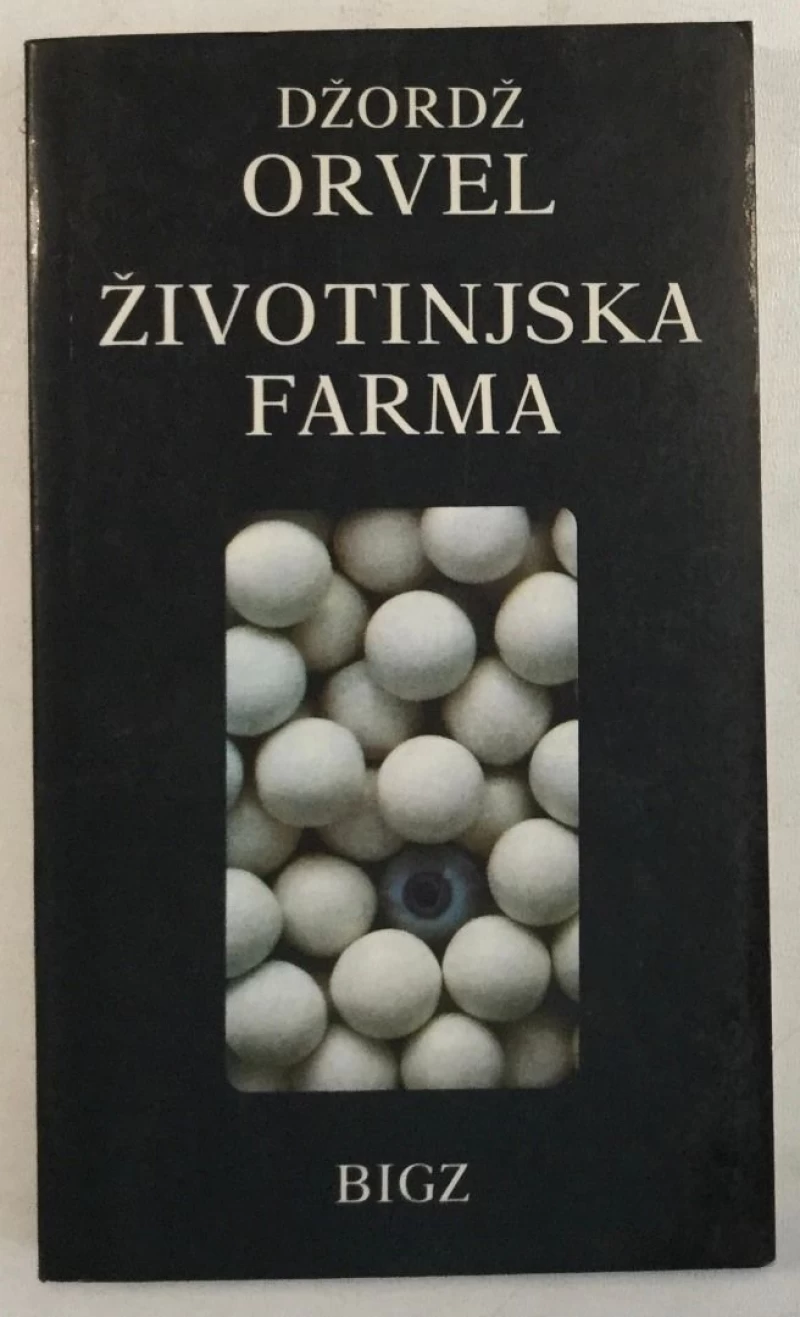 DŽORDŽ
ORVEL
ŽIVOTINJSKA
FARMA
BIGZ